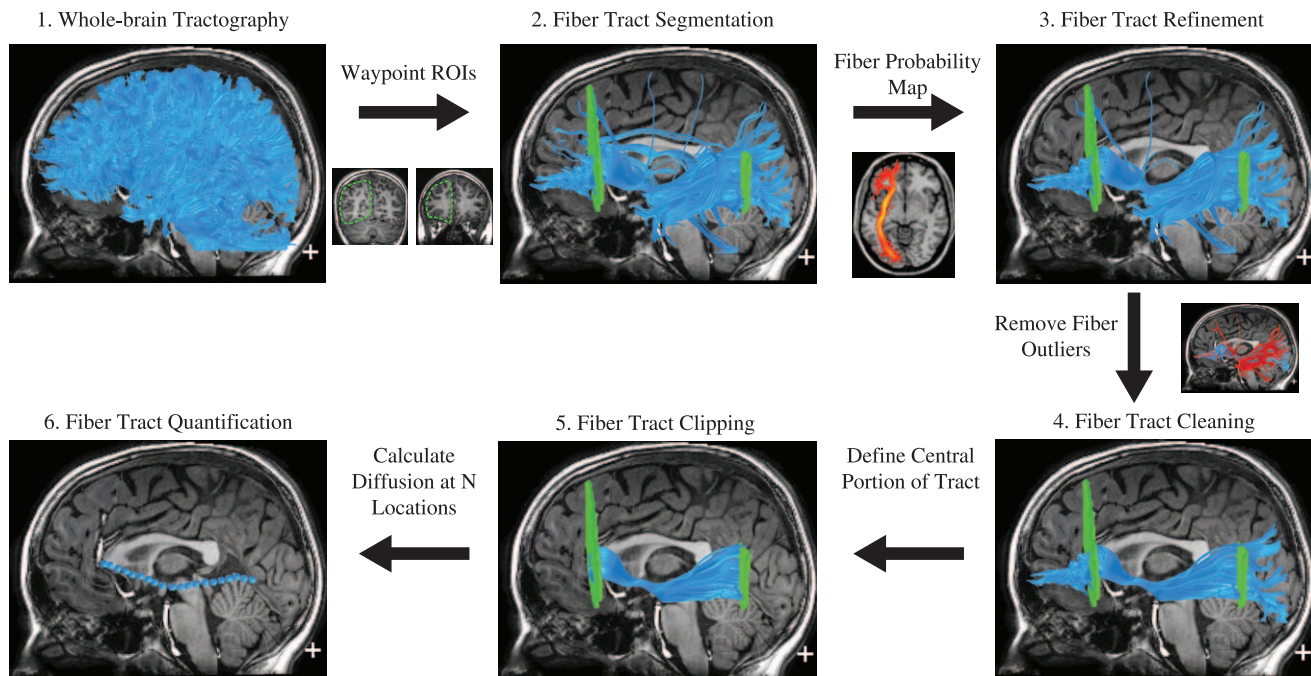 1. Whole-brain Tractography
Waypoint ROIs
2. Fiber Tract Segmentation
Fiber Probability
Map
3. Fiber Tract Refinement
Remove Fiber
Outliers
4. Fiber Tract Cleaning
Define Central
Portion of Tract
5. Fiber Tract Clipping
Calculate
Diffusion at N
Locations
6. Fiber Tract Quantification